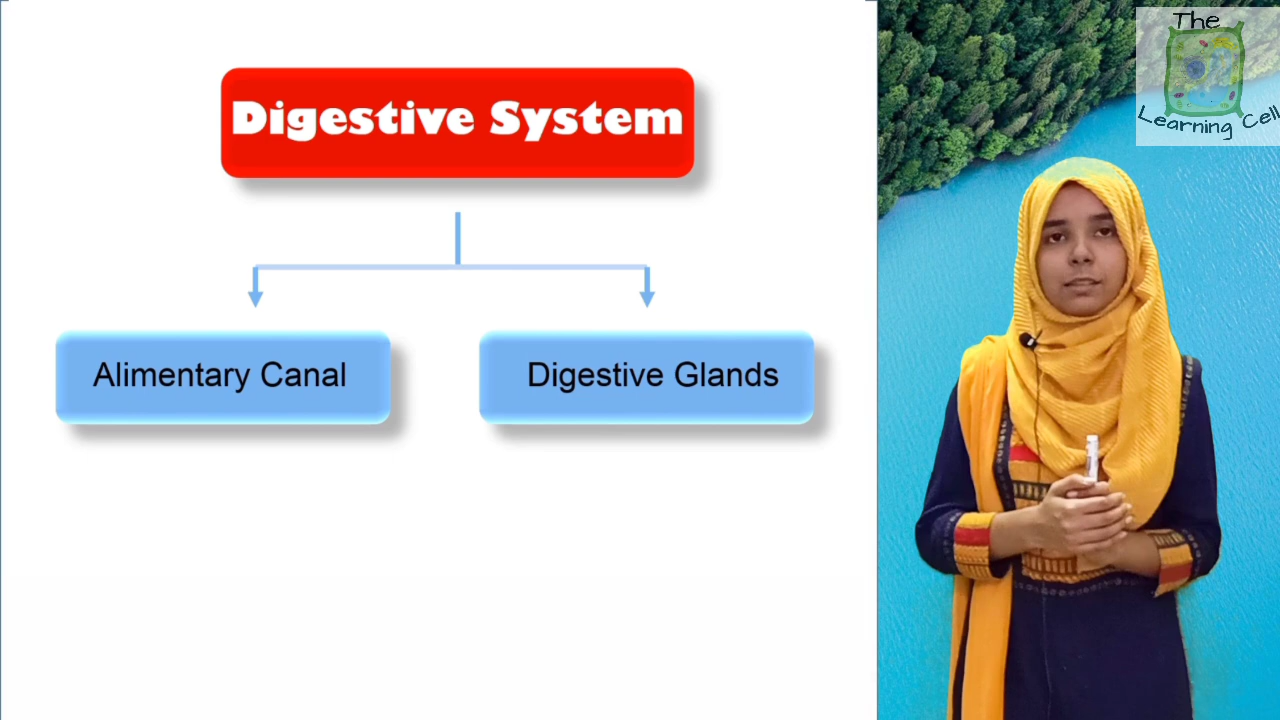 Digestive System
Alimentary Canal
Digestive Glands
The
Learning Cell